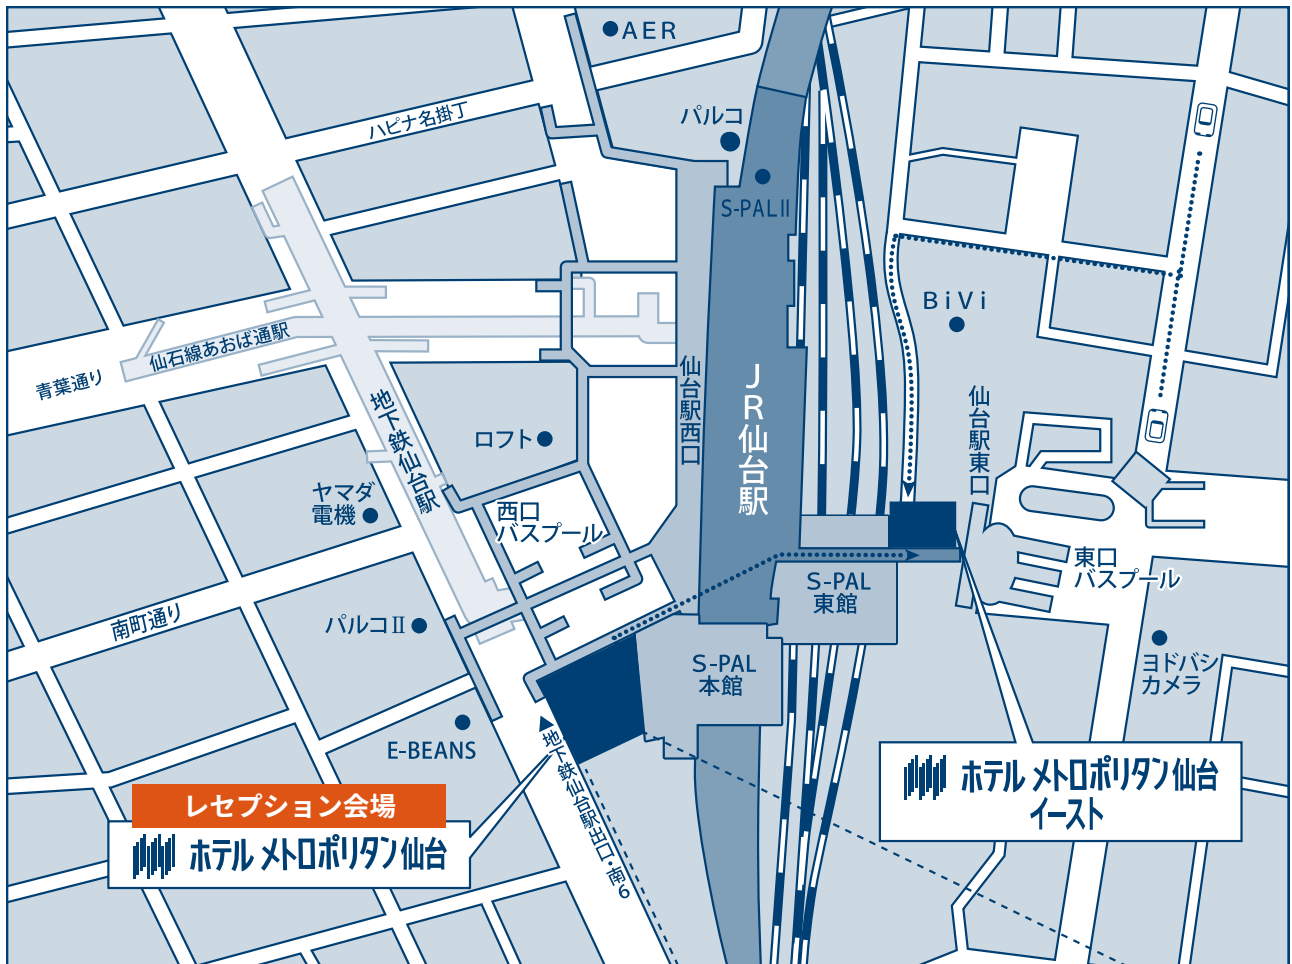 AER
パルコ
ハピナ名掛丁
S-PALII
BiVi
仙石線あおば通駅
青葉通り
地下鉄仙台駅
仙台駅西口
JR仙台駅
仙台駅東口
ロフト
ヤマダ
電機
西口
バスプール
東口
バスプール
S-PAL
東館
南町通り
パルコⅡ
S-PAL
本館
ヨドバシ
カメラ
E-BEANS
地下鉄仙台駅出口・南6
ホテル メトロポリタン仙台
イースト
レセプション会場
ホテル メトロポリタン仙台